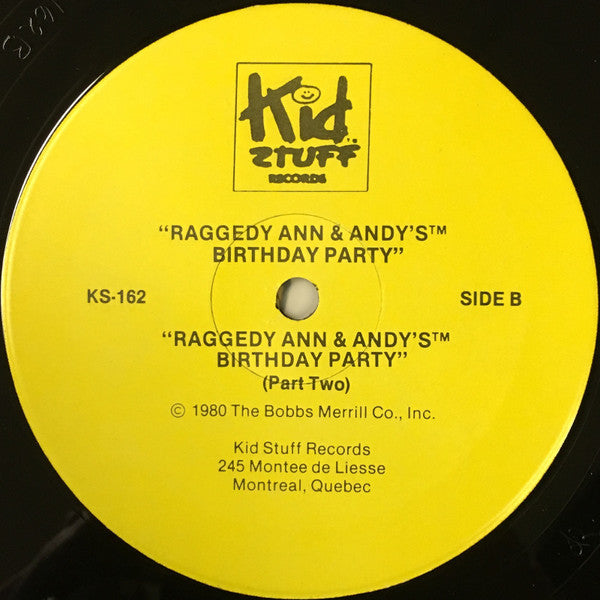 Kid
STUFF
RECORDS
"RAGGEDY ANN & ANDY'S™
BIRTHDAY PARTY"
KS-162
SIDE B
"RAGGEDY ANN & ANDY'S™
BIRTHDAY PARTY"
(Part Two)
© 1980 The Bobbs Merrill Co., Inc.
Kid Stuff Records
245 Montee de Liesse
Montreal, Quebec